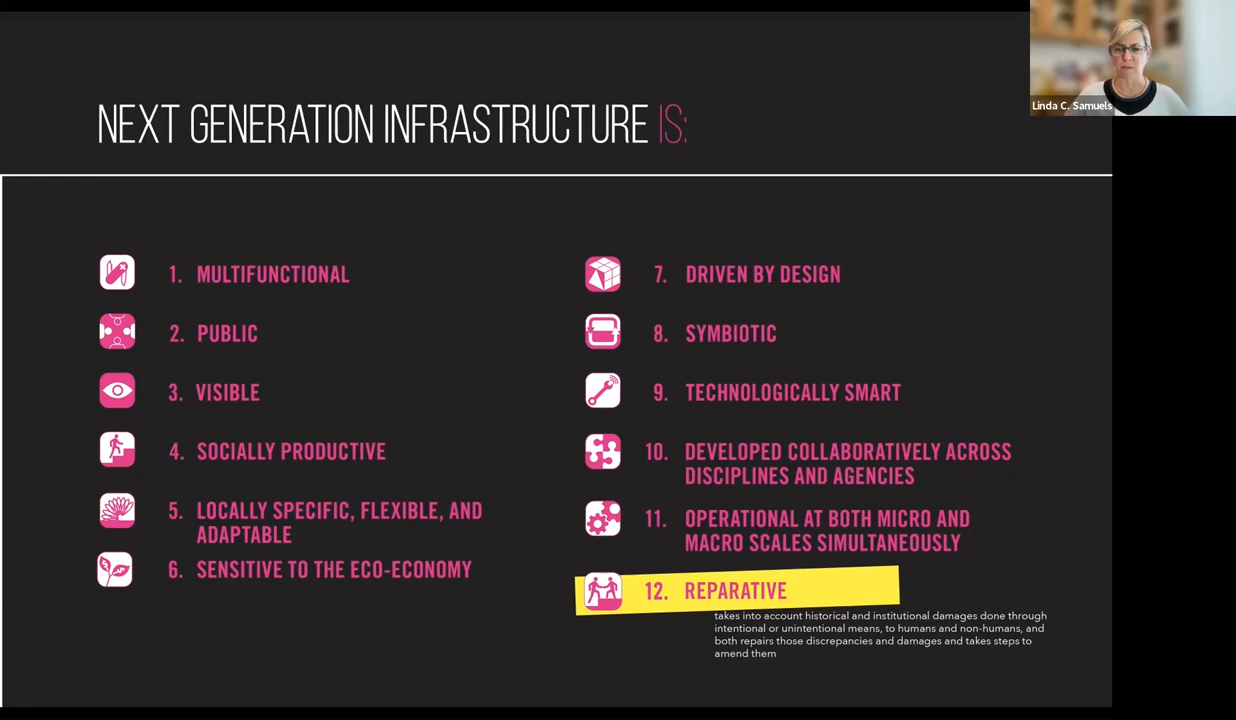 Linda C. Samuels
NEXT GENERATION INFRASTRUCTURE IS:
1. MULTIFUNCTIONAL
2. PUBLIC
3. VISIBLE
4. SOCIALLY PRODUCTIVE
5. LOCALLY SPECIFIC, FLEXIBLE, AND
ADAPTABLE
6. SENSITIVE TO THE ECO-ECONOMY
7. DRIVEN BY DESIGN
8. SYMBIOTIC
9. TECHNOLOGICALLY SMART
10. DEVELOPED COLLABORATIVELY ACROSS
DISCIPLINES AND AGENCIES
11. OPERATIONAL AT BOTH MICRO AND
MACRO SCALES SIMULTANEOUSLY
12. REPARATIVE
takes into account historical and institutional damages done through
intentional or unintentional means, to humans and non-humans, and
both repairs those discrepancies and damages and takes steps to
amend them